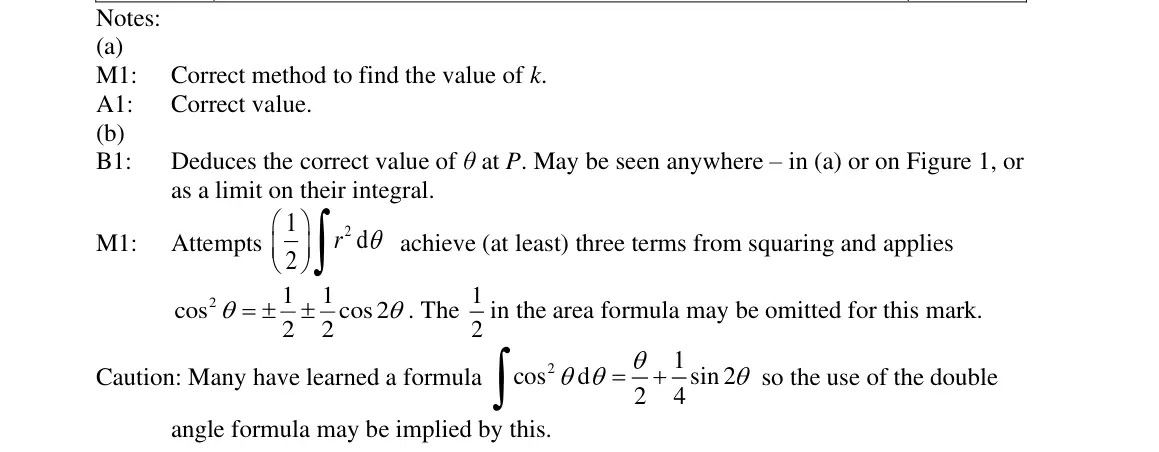 Notes:
(a)
M1: Correct method to find the value of k.
A1: Correct value.
(b)
B1: Deduces the correct value of θ at P. May be seen anywhere – in (a) or on Figure 1, or
as a limit on their integral.
M1: Attempts (1/2)∫r² dθ achieve (at least) three terms from squaring and applies
cos² θ = ±1/2 ± 1/2 cos 2θ. The 1/2 in the area formula may be omitted for this mark.
Caution: Many have learned a formula ∫cos² θ dθ = θ/2 + 1/4 sin 2θ so the use of the double
angle formula may be implied by this.